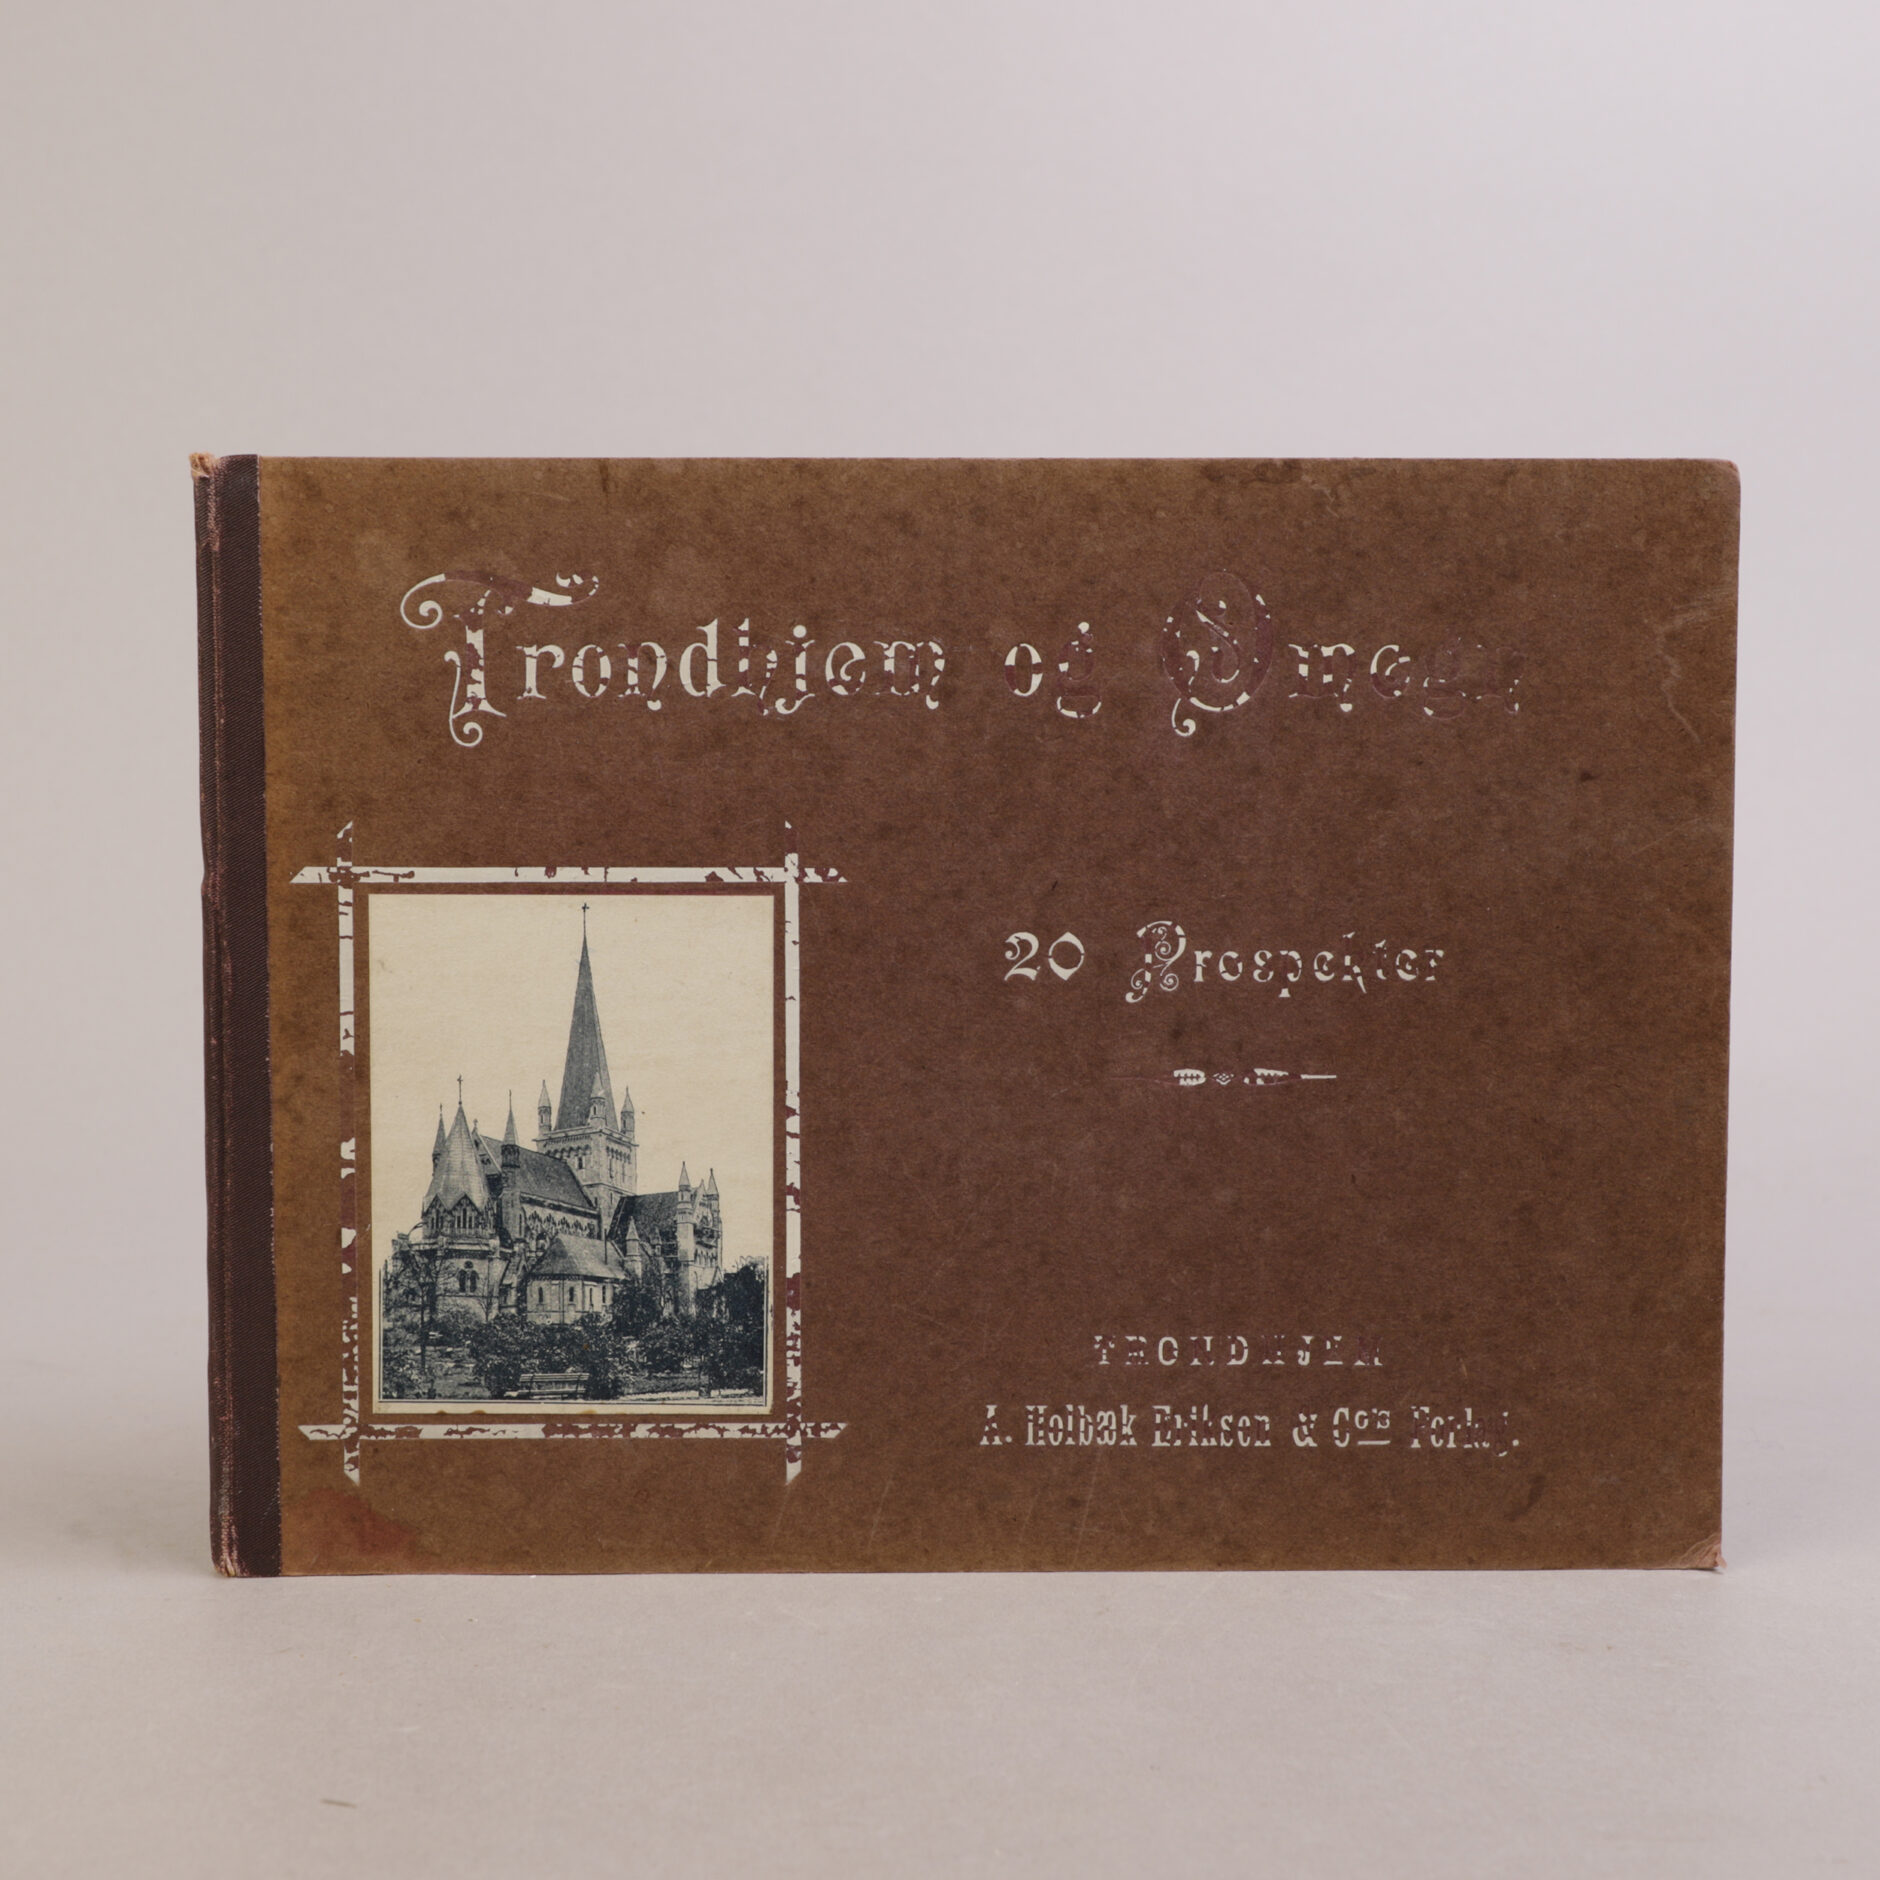 Trondhjem og Omegn
20 Prospekter
TRONDHJEM
A. Holbæk Eriksen & Co's Forlag.